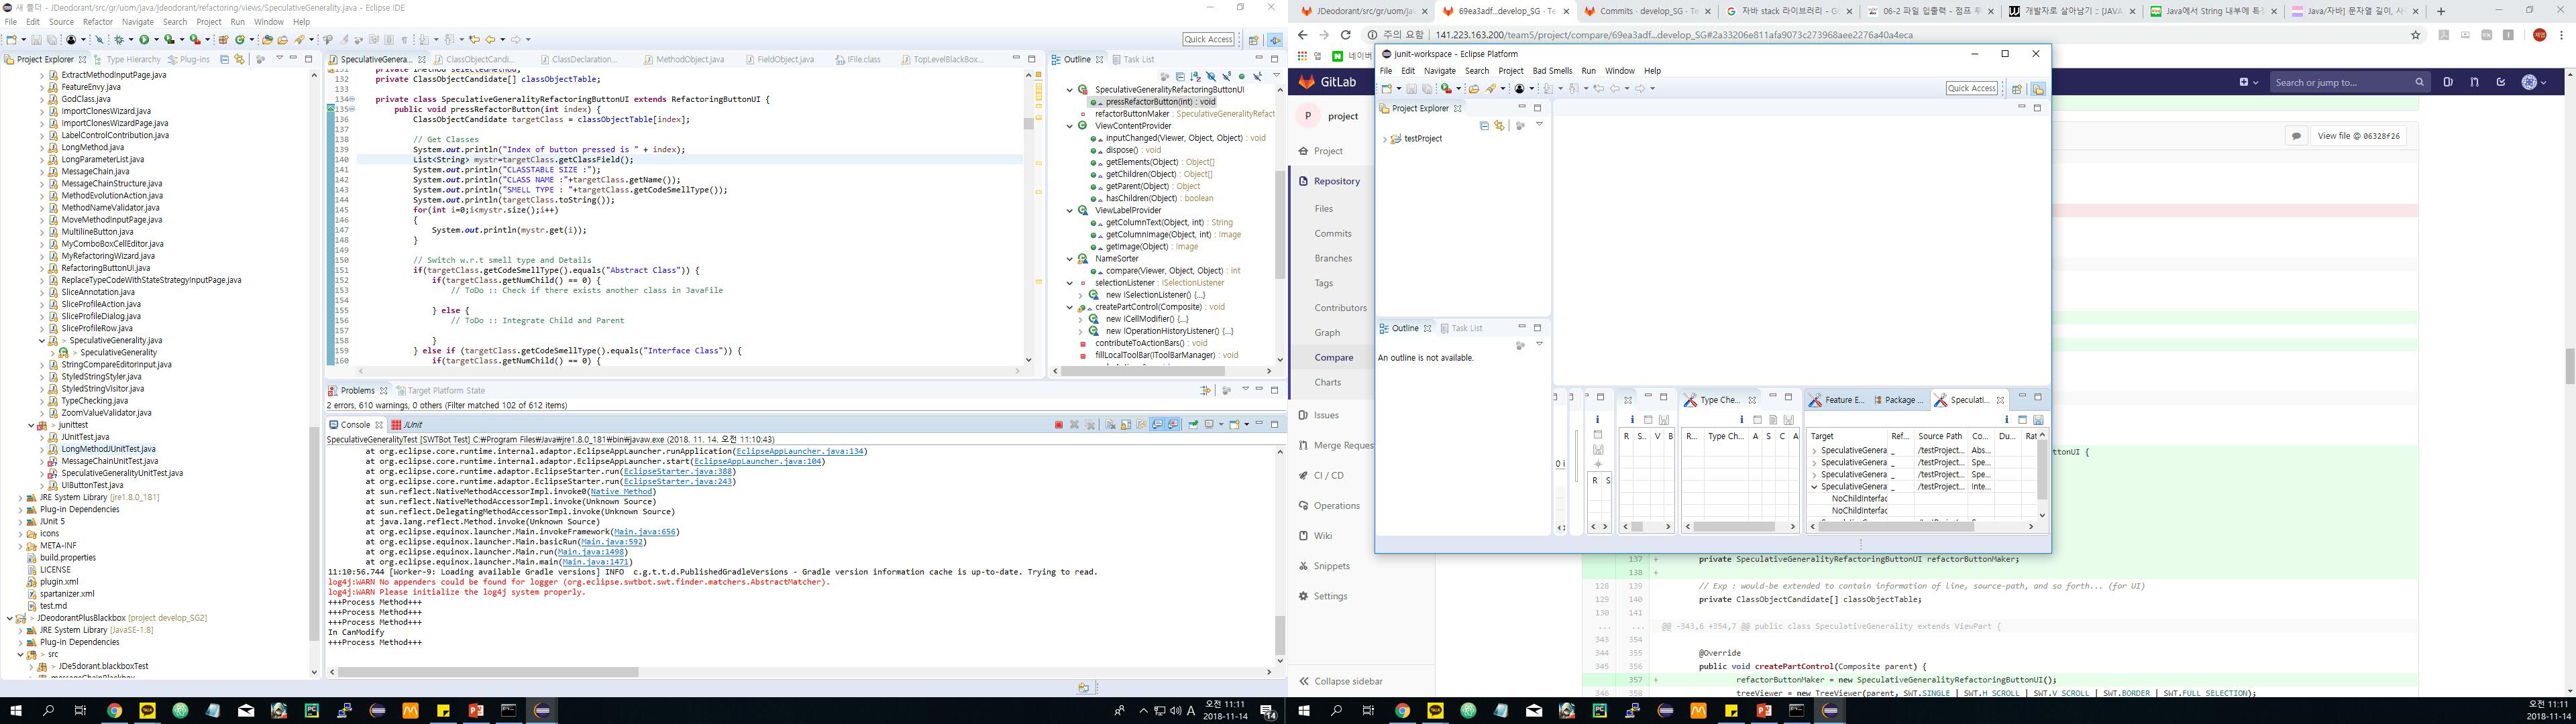 새 폴더 - JDeodorant/src/gr/uom/java/jdeodorant/refactoring/views/SpeculativeGenerality.java - Eclipse IDE
File Edit Source Refactor Navigate Search Project Run Window Help
Quick Access
Project Explorer Type Hierarchy Plug-ins
ExtractMethodInputPage.java
FeatureEnvy.java
GodClass.java
ImportClonesWizard.java
ImportClonesWizardPage.java
LabelControlContribution.java
LongMethod.java
LongParameterList.java
MessageChain.java
MessageChainStructure.java
MethodEvolutionAction.java
MethodNameValidator.java
MoveMethodInputPage.java
MultilineButton.java
MyComboBoxCellEditor.java
MyRefactoringWizard.java
RefactoringButtonUI.java
ReplaceTypeCodeWithStateStrategyInputPage.java
SliceAnnotation.java
SliceProfileAction.java
SliceProfileDialog.java
SliceProfileRow.java
> SpeculativeGenerality.java
> SpeculativeGenerality
StringCompareEditorInput.java
StyledStringStyler.java
StyledStringVisitor.java
TypeChecking.java
ZoomValueValidator.java
> junittest
JUnitTest.java
LongMethodJUnitTest.java
MessageChainUnitTest.java
SpeculativeGeneralityUnitTest.java
UIButtonTest.java
JRE System Library [jre1.8.0_181]
Plug-in Dependencies
JUnit 5
icons
META-INF
build.properties
LICENSE
plugin.xml
spartanizer.xml
test.md
> JDeodorantPlusBlackbox [project develop_SG2]
JRE System Library [JavaSE-1.8]
Plug-in Dependencies
> src
> JDe5dorant.blackboxTest
messageChainBlackbox
SpeculativeGenera... ClassObjectCandi... ClassDeclaration... MethodObject.java FieldObject.java IFile.class TopLevelBlackBox...
131 private IMethod selectedMethod;
132 private ClassObjectCandidate[] classObjectTable;
133
134 private class SpeculativeGeneralityRefactoringButtonUI extends RefactoringButtonUI {
135 public void pressRefactorButton(int index) {
136 ClassObjectCandidate targetClass = classObjectTable[index];
137
138 // Get Classes
139 System.out.println("Index of button pressed is " + index);
140 List<String> mystr=targetClass.getClassField();
141 System.out.println("CLASSTABLE SIZE :");
142 System.out.println("CLASS NAME :"+targetClass.getName());
143 System.out.println("SMELL TYPE : "+targetClass.getCodeSmellType());
144 System.out.println(targetClass.toString());
145 for(int i=0;i<mystr.size();i++)
146 {
147 System.out.println(mystr.get(i));
148 }
149
150 // Switch w.r.t smell type and Details
151 if(targetClass.getCodeSmellType().equals("Abstract Class")) {
152 if(targetClass.getNumChild() == 0) {
153 // ToDo :: Check if there exists another class in JavaFile
154
155 } else {
156 // ToDo :: Integrate Child and Parent
157
158 }
159 } else if (targetClass.getCodeSmellType().equals("Interface Class")) {
160 if(targetClass.getNumChild() == 0) {
Outline Task List
SpeculativeGeneralityRefactoringButtonUI
pressRefactorButton(int) : void
refactorButtonMaker : SpeculativeGeneralityRefact
ViewContentProvider
inputChanged(Viewer, Object, Object) : void
dispose() : void
getElements(Object) : Object[]
getChildren(Object) : Object[]
getParent(Object) : Object
hasChildren(Object) : boolean
ViewLabelProvider
getColumnText(Object, int) : String
getColumnImage(Object, int) : Image
getImage(Object) : Image
NameSorter
compare(Viewer, Object, Object) : int
selectionListener : ISelectionListener
new ISelectionListener() {...}
createPartControl(Composite) : void
new ICellModifier() {...}
new IOperationHistoryListener() {...}
contributeToActionBars() : void
fillLocalToolBar(IToolBarManager) : void
Problems Target Platform State
2 errors, 610 warnings, 0 others (Filter matched 102 of 612 items)
Console JUnit
SpeculativeGeneralityTest [SWTBot Test] C:₩Program Files₩Java₩jre1.8.0_181₩bin₩javaw.exe (2018. 11. 14. 오전 11:10:43)
at org.eclipse.core.runtime.internal.adaptor.EclipseAppLauncher.runApplication(EclipseAppLauncher.java:134)
at org.eclipse.core.runtime.internal.adaptor.EclipseAppLauncher.start(EclipseAppLauncher.java:104)
at org.eclipse.core.runtime.adaptor.EclipseStarter.run(EclipseStarter.java:388)
at org.eclipse.core.runtime.adaptor.EclipseStarter.run(EclipseStarter.java:243)
at sun.reflect.NativeMethodAccessorImpl.invoke0(Native Method)
at sun.reflect.NativeMethodAccessorImpl.invoke(Unknown Source)
at sun.reflect.DelegatingMethodAccessorImpl.invoke(Unknown Source)
at java.lang.reflect.Method.invoke(Unknown Source)
at org.eclipse.equinox.launcher.Main.invokeFramework(Main.java:656)
at org.eclipse.equinox.launcher.Main.basicRun(Main.java:592)
at org.eclipse.equinox.launcher.Main.run(Main.java:1498)
at org.eclipse.equinox.launcher.Main.main(Main.java:1471)
11:10:56.744 [Worker-9: Loading available Gradle versions] INFO c.g.t.t.d.PublishedGradleVersions - Gradle version information cache is up-to-date. Trying to read.
log4j:WARN No appenders could be found for logger (org.eclipse.swtbot.swt.finder.matchers.AbstractMatcher).
log4j:WARN Please initialize the log4j system properly.
+++Process Method+++
+++Process Method+++
+++Process Method+++
In CanModify
+++Process Method+++
오전 11:11
2018-11-14
14
JDeodorant/src/gr/uom/jav 69ea3adf...develop_SG - Te Commits · develop_SG · Te 자바 stack 라이브러리 - Go 06-2 파일 입출력 - 점프 투 개발자로 살아남기 :: [JAVA Java에서 String 내부에 특정 Java/자바] 문자열 길이, 사
주의 요함 | 141.223.163.200/team5/project/compare/69ea3adf...develop_SG#2a33206e811afa9073c273968aee2276a40a4eca
앱 네이버
GitLab
Search or jump to...
P project
Project
Repository
Files
Commits
Branches
Tags
Contributors
Graph
Compare
Charts
Issues
Merge Reques
CI / CD
Operations
Wiki
Snippets
Settings
Collapse sidebar
View file @ 06328f26
junit-workspace - Eclipse Platform
File Edit Navigate Search Project Bad Smells Run Window Help
Quick Access
Project Explorer
testProject
Outline Task List
An outline is not available.
0 i
R S
R S.. V B
Type Che...
R... Type Ch... A S C A
Feature E... Package ... Speculati...
Target Ref... Source Path Co... Du... Rat
SpeculativeGenera _ /testProject... Abs...
SpeculativeGenera _ /testProject... Spe...
SpeculativeGenera _ /testProject... Spe...
SpeculativeGenera _ /testProject... Inte...
NoChildInterfac
NoChildInterfac
ttonUI {
137 + private SpeculativeGeneralityRefactoringButtonUI refactorButtonMaker;
138 +
128 139 // Exp : would-be extended to contain information of line, source-path, and so forth... (for UI)
129 140 private ClassObjectCandidate[] classObjectTable;
130 141
... ... @@ -343,6 +354,7 @@ public class SpeculativeGenerality extends ViewPart {
343 354
344 355 @Override
345 356 public void createPartControl(Composite parent) {
357 + refactorButtonMaker = new SpeculativeGeneralityRefactoringButtonUI();
346 358 treeViewer = new TreeViewer(parent, SWT.SINGLE | SWT.H_SCROLL | SWT.V_SCROLL | SWT.BORDER | SWT.FULL_SELECTION);
오전 11:11
2018-11-14